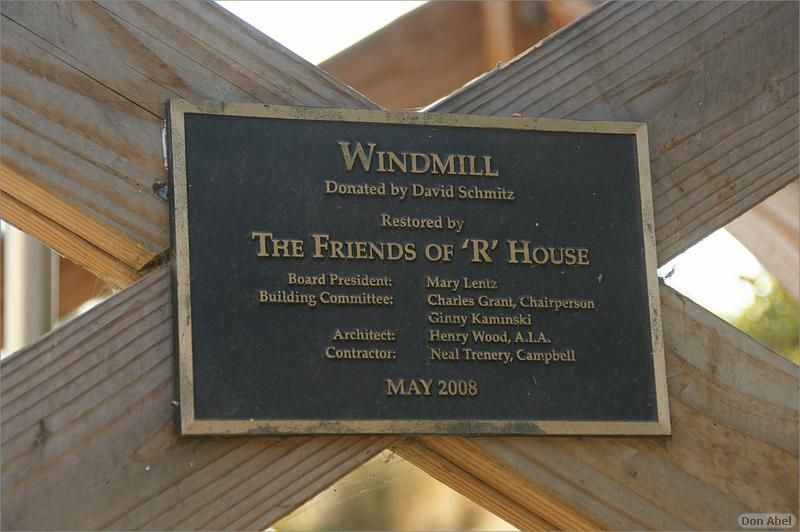 WINDMILL
Donated by David Schmitz
Restored by
THE FRIENDS OF 'R' HOUSE
Board President: Mary Lentz
Building Committee: Charles Grant, Chairperson
Ginny Kaminski
Architect: Henry Wood, A.I.A.
Contractor: Neal Trenery, Campbell
MAY 2008
Don Abel